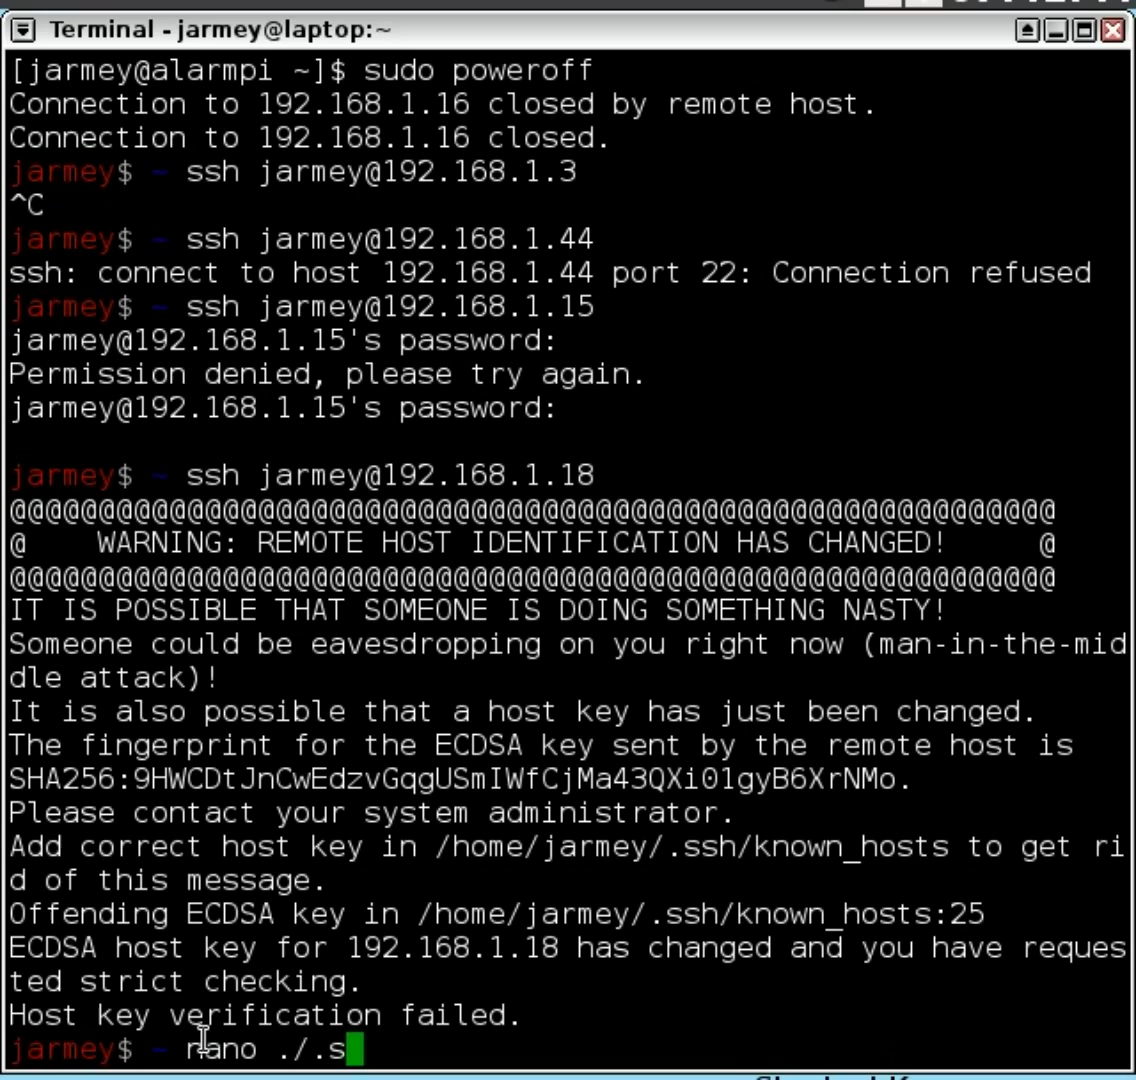 Terminal - jarmey@laptop:~
[jarmey@alarmpi ~]$ sudo poweroff
Connection to 192.168.1.16 closed by remote host.
Connection to 192.168.1.16 closed.
jarmey$ ~ ssh jarmey@192.168.1.3
^C
jarmey$ ~ ssh jarmey@192.168.1.44
ssh: connect to host 192.168.1.44 port 22: Connection refused
jarmey$ ~ ssh jarmey@192.168.1.15
jarmey@192.168.1.15's password:
Permission denied, please try again.
jarmey@192.168.1.15's password:
jarmey$ ~ ssh jarmey@192.168.1.18
@@@@@@@@@@@@@@@@@@@@@@@@@@@@@@@@@@@@@@@@@@@@@@@@@@@@@@@@@@@
@    WARNING: REMOTE HOST IDENTIFICATION HAS CHANGED!     @
@@@@@@@@@@@@@@@@@@@@@@@@@@@@@@@@@@@@@@@@@@@@@@@@@@@@@@@@@@@
IT IS POSSIBLE THAT SOMEONE IS DOING SOMETHING NASTY!
Someone could be eavesdropping on you right now (man-in-the-mid
dle attack)!
It is also possible that a host key has just been changed.
The fingerprint for the ECDSA key sent by the remote host is
SHA256:9HWCDtJnCwEdzvGqgUSmIWfCjMa43QXi01gyB6XrNMo.
Please contact your system administrator.
Add correct host key in /home/jarmey/.ssh/known_hosts to get ri
d of this message.
Offending ECDSA key in /home/jarmey/.ssh/known_hosts:25
ECDSA host key for 192.168.1.18 has changed and you have reques
ted strict checking.
Host key verification failed.
jarmey$ ~ nano ./.s